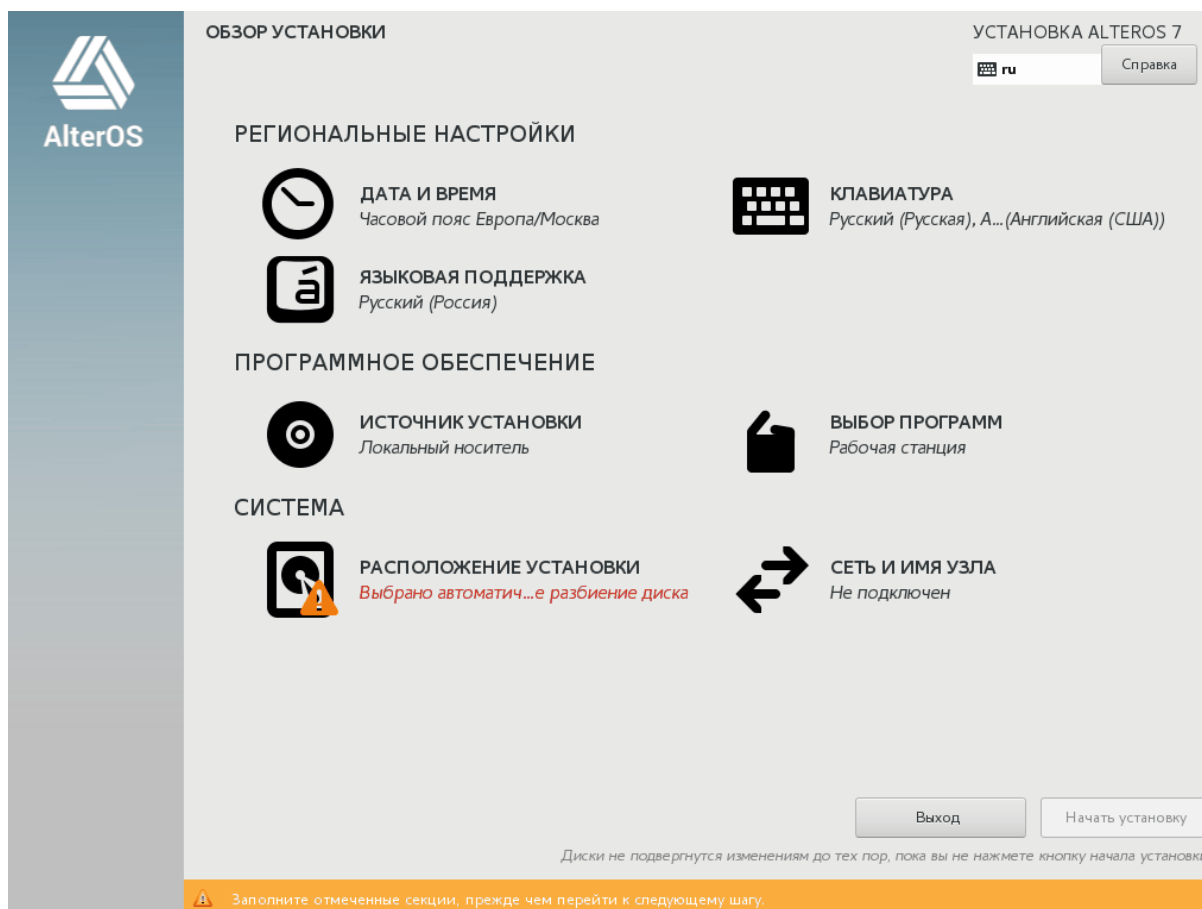 AlterOS
ОБЗОР УСТАНОВКИ
УСТАНОВКА ALTEROS 7
ru
Справка
РЕГИОНАЛЬНЫЕ НАСТРОЙКИ
ДАТА И ВРЕМЯ
Часовой пояс Европа/Москва
КЛАВИАТУРА
Русский (Русская), А...(Английская (США))
ЯЗЫКОВАЯ ПОДДЕРЖКА
Русский (Россия)
ПРОГРАММНОЕ ОБЕСПЕЧЕНИЕ
ИСТОЧНИК УСТАНОВКИ
Локальный носитель
ВЫБОР ПРОГРАММ
Рабочая станция
СИСТЕМА
РАСПОЛОЖЕНИЕ УСТАНОВКИ
Выбрано автоматич...е разбиение диска
СЕТЬ И ИМЯ УЗЛА
Не подключен
Выход
Начать установку
Диски не подвергнутся изменениям до тех пор, пока вы не нажмете кнопку начала установки
Заполните отмеченные секции, прежде чем перейти к следующему шагу.